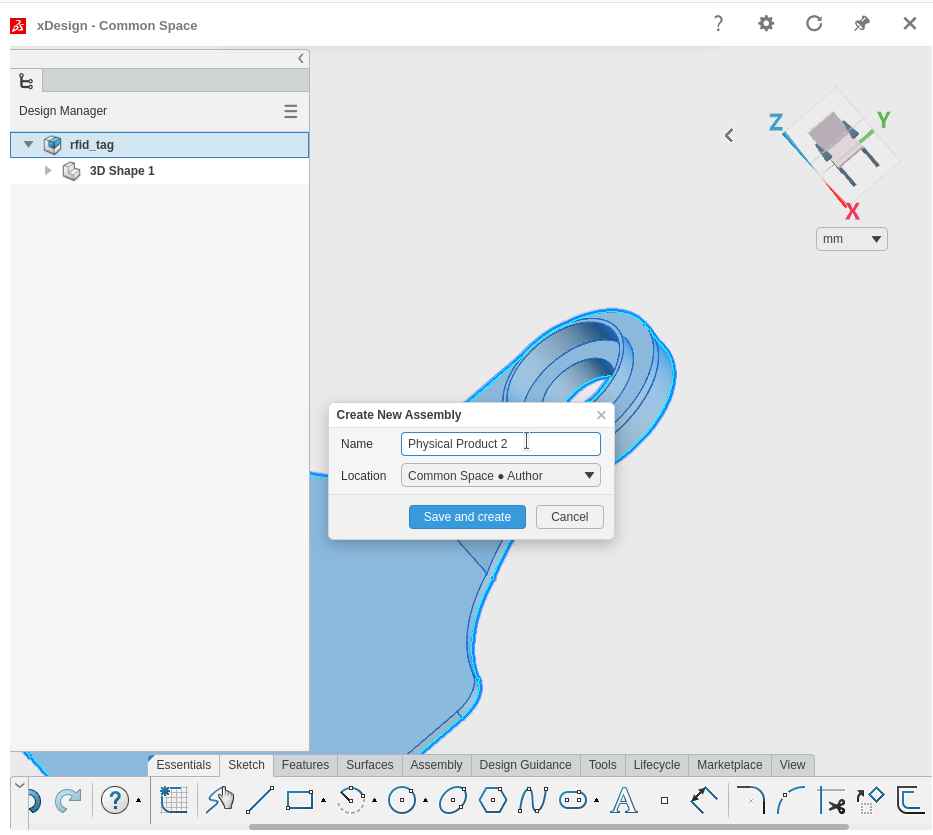 xDesign - Common Space
?
Design Manager
rfid_tag
3D Shape 1
Z
Y
X
mm
Create New Assembly
Name
Physical Product 2
Location
Common Space ● Author
Save and create
Cancel
Essentials Sketch Features Surfaces Assembly Design Guidance Tools Lifecycle Marketplace View
? A